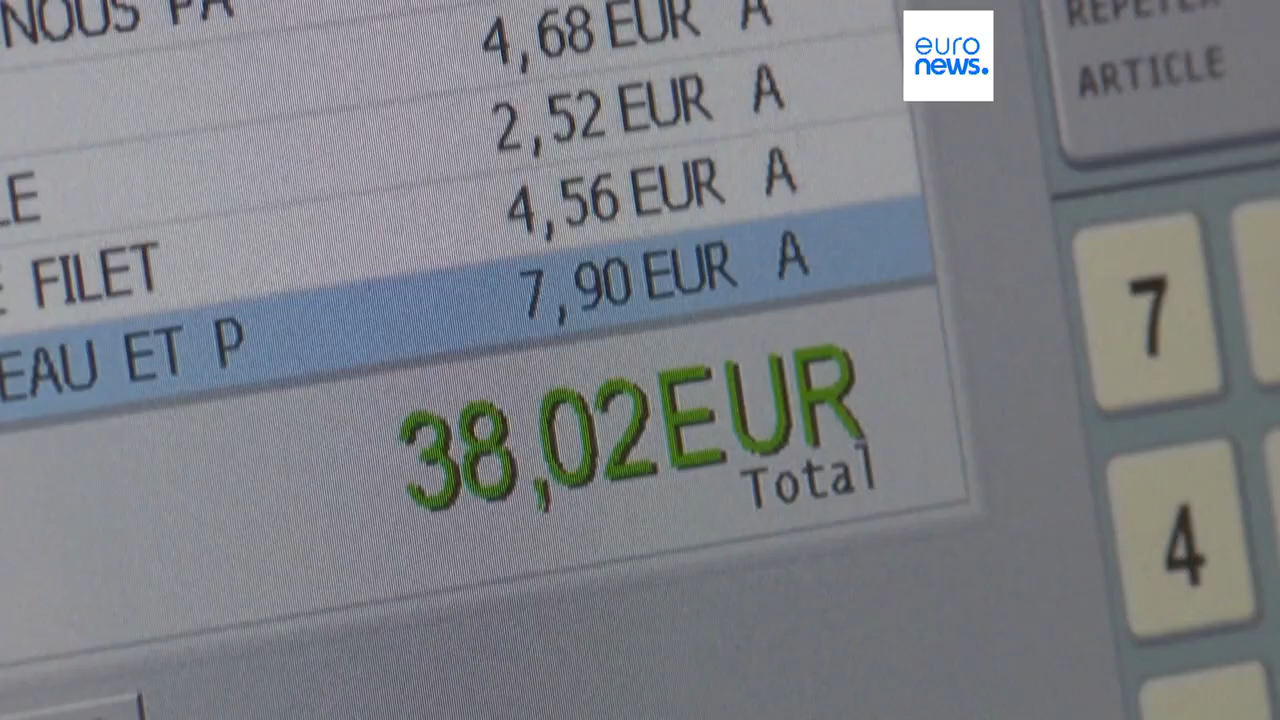 NOUS PA 4,68 EUR A
2,52 EUR A
LE 4,56 EUR A
FILET 7,90 EUR A
EAU ET P
38,02EUR
Total
REPETER
ARTICLE
7
4
euro
news.